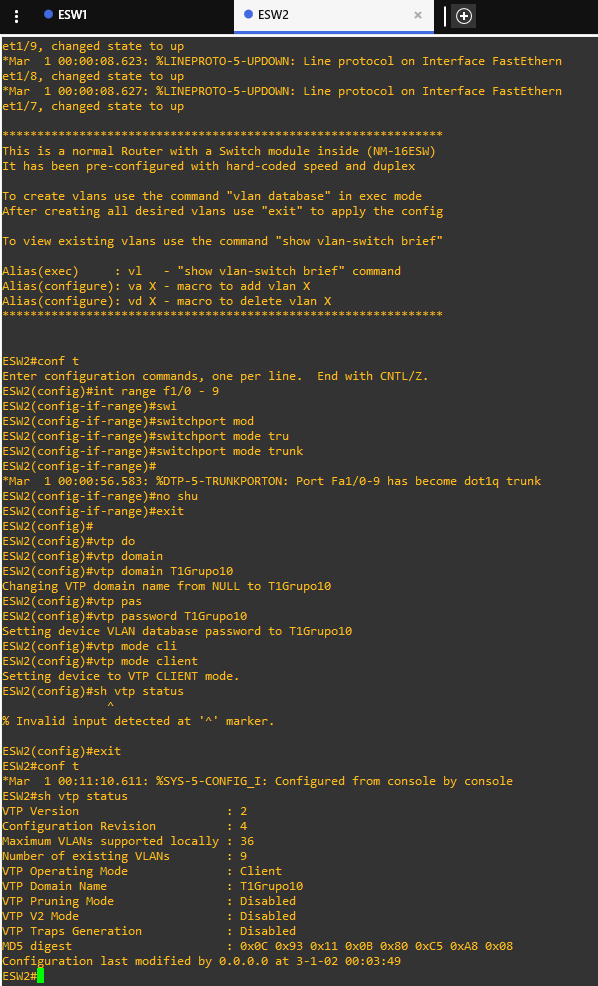 ESW1
ESW2
et1/9, changed state to up
*Mar  1 00:00:08.623: %LINEPROTO-5-UPDOWN: Line protocol on Interface FastEthern
et1/8, changed state to up
*Mar  1 00:00:08.627: %LINEPROTO-5-UPDOWN: Line protocol on Interface FastEthern
et1/7, changed state to up
***************************************************************
This is a normal Router with a Switch module inside (NM-16ESW)
It has been pre-configured with hard-coded speed and duplex
To create vlans use the command "vlan database" in exec mode
After creating all desired vlans use "exit" to apply the config
To view existing vlans use the command "show vlan-switch brief"
Alias(exec)     : vl   - "show vlan-switch brief" command
Alias(configure): va X - macro to add vlan X
Alias(configure): vd X - macro to delete vlan X
***************************************************************
ESW2#conf t
Enter configuration commands, one per line.  End with CNTL/Z.
ESW2(config)#int range f1/0 - 9
ESW2(config-if-range)#swi
ESW2(config-if-range)#switchport mod
ESW2(config-if-range)#switchport mode tru
ESW2(config-if-range)#switchport mode trunk
ESW2(config-if-range)#
*Mar  1 00:00:56.583: %DTP-5-TRUNKPORTON: Port Fa1/0-9 has become dot1q trunk
ESW2(config-if-range)#no shu
ESW2(config-if-range)#exit
ESW2(config)#
ESW2(config)#vtp do
ESW2(config)#vtp domain
ESW2(config)#vtp domain T1Grupo10
Changing VTP domain name from NULL to T1Grupo10
ESW2(config)#vtp pas
ESW2(config)#vtp password T1Grupo10
Setting device VLAN database password to T1Grupo10
ESW2(config)#vtp mode cli
ESW2(config)#vtp mode client
Setting device to VTP CLIENT mode.
ESW2(config)#sh vtp status
^
% Invalid input detected at '^' marker.
ESW2(config)#exit
ESW2#conf t
*Mar  1 00:11:10.611: %SYS-5-CONFIG_I: Configured from console by console
ESW2#sh vtp status
VTP Version                     : 2
Configuration Revision          : 4
Maximum VLANs supported locally : 36
Number of existing VLANs        : 9
VTP Operating Mode              : Client
VTP Domain Name                 : T1Grupo10
VTP Pruning Mode                : Disabled
VTP V2 Mode                     : Disabled
VTP Traps Generation            : Disabled
MD5 digest                      : 0x0C 0x93 0x11 0x0B 0x80 0xC5 0xA8 0x08
Configuration last modified by 0.0.0.0 at 3-1-02 00:03:49
ESW2#